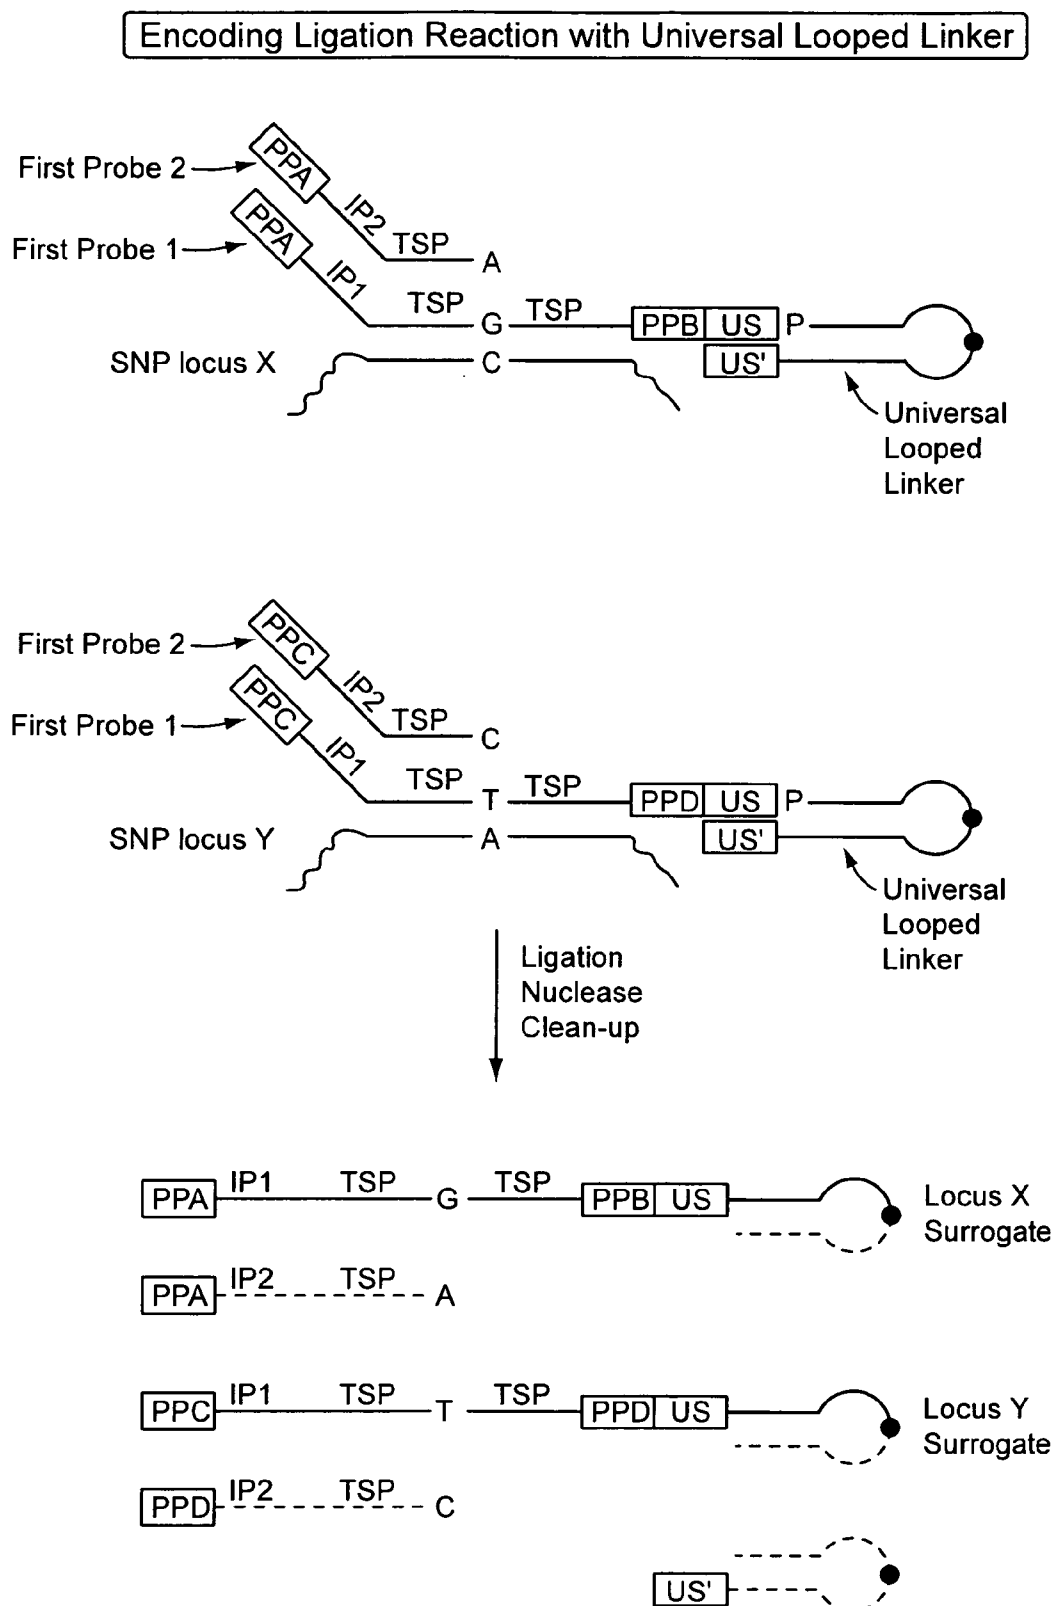 Encoding Ligation Reaction with Universal Looped Linker
First Probe 2
PPA
IP2
TSP
A
First Probe 1
PPA
IP1
TSP
G
TSP
PPB US P
SNP locus X
C
US'
Universal
Looped
Linker
First Probe 2
PPC
IP2
TSP
C
First Probe 1
PPC
IP1
TSP
T
TSP
PPD US P
SNP locus Y
A
US'
Universal
Looped
Linker
Ligation
Nuclease
Clean-up
PPA IP1 TSP G TSP PPB US
Locus X
Surrogate
PPA IP2 TSP A
PPC IP1 TSP T TSP PPD US
Locus Y
Surrogate
PPD IP2 TSP C
US'